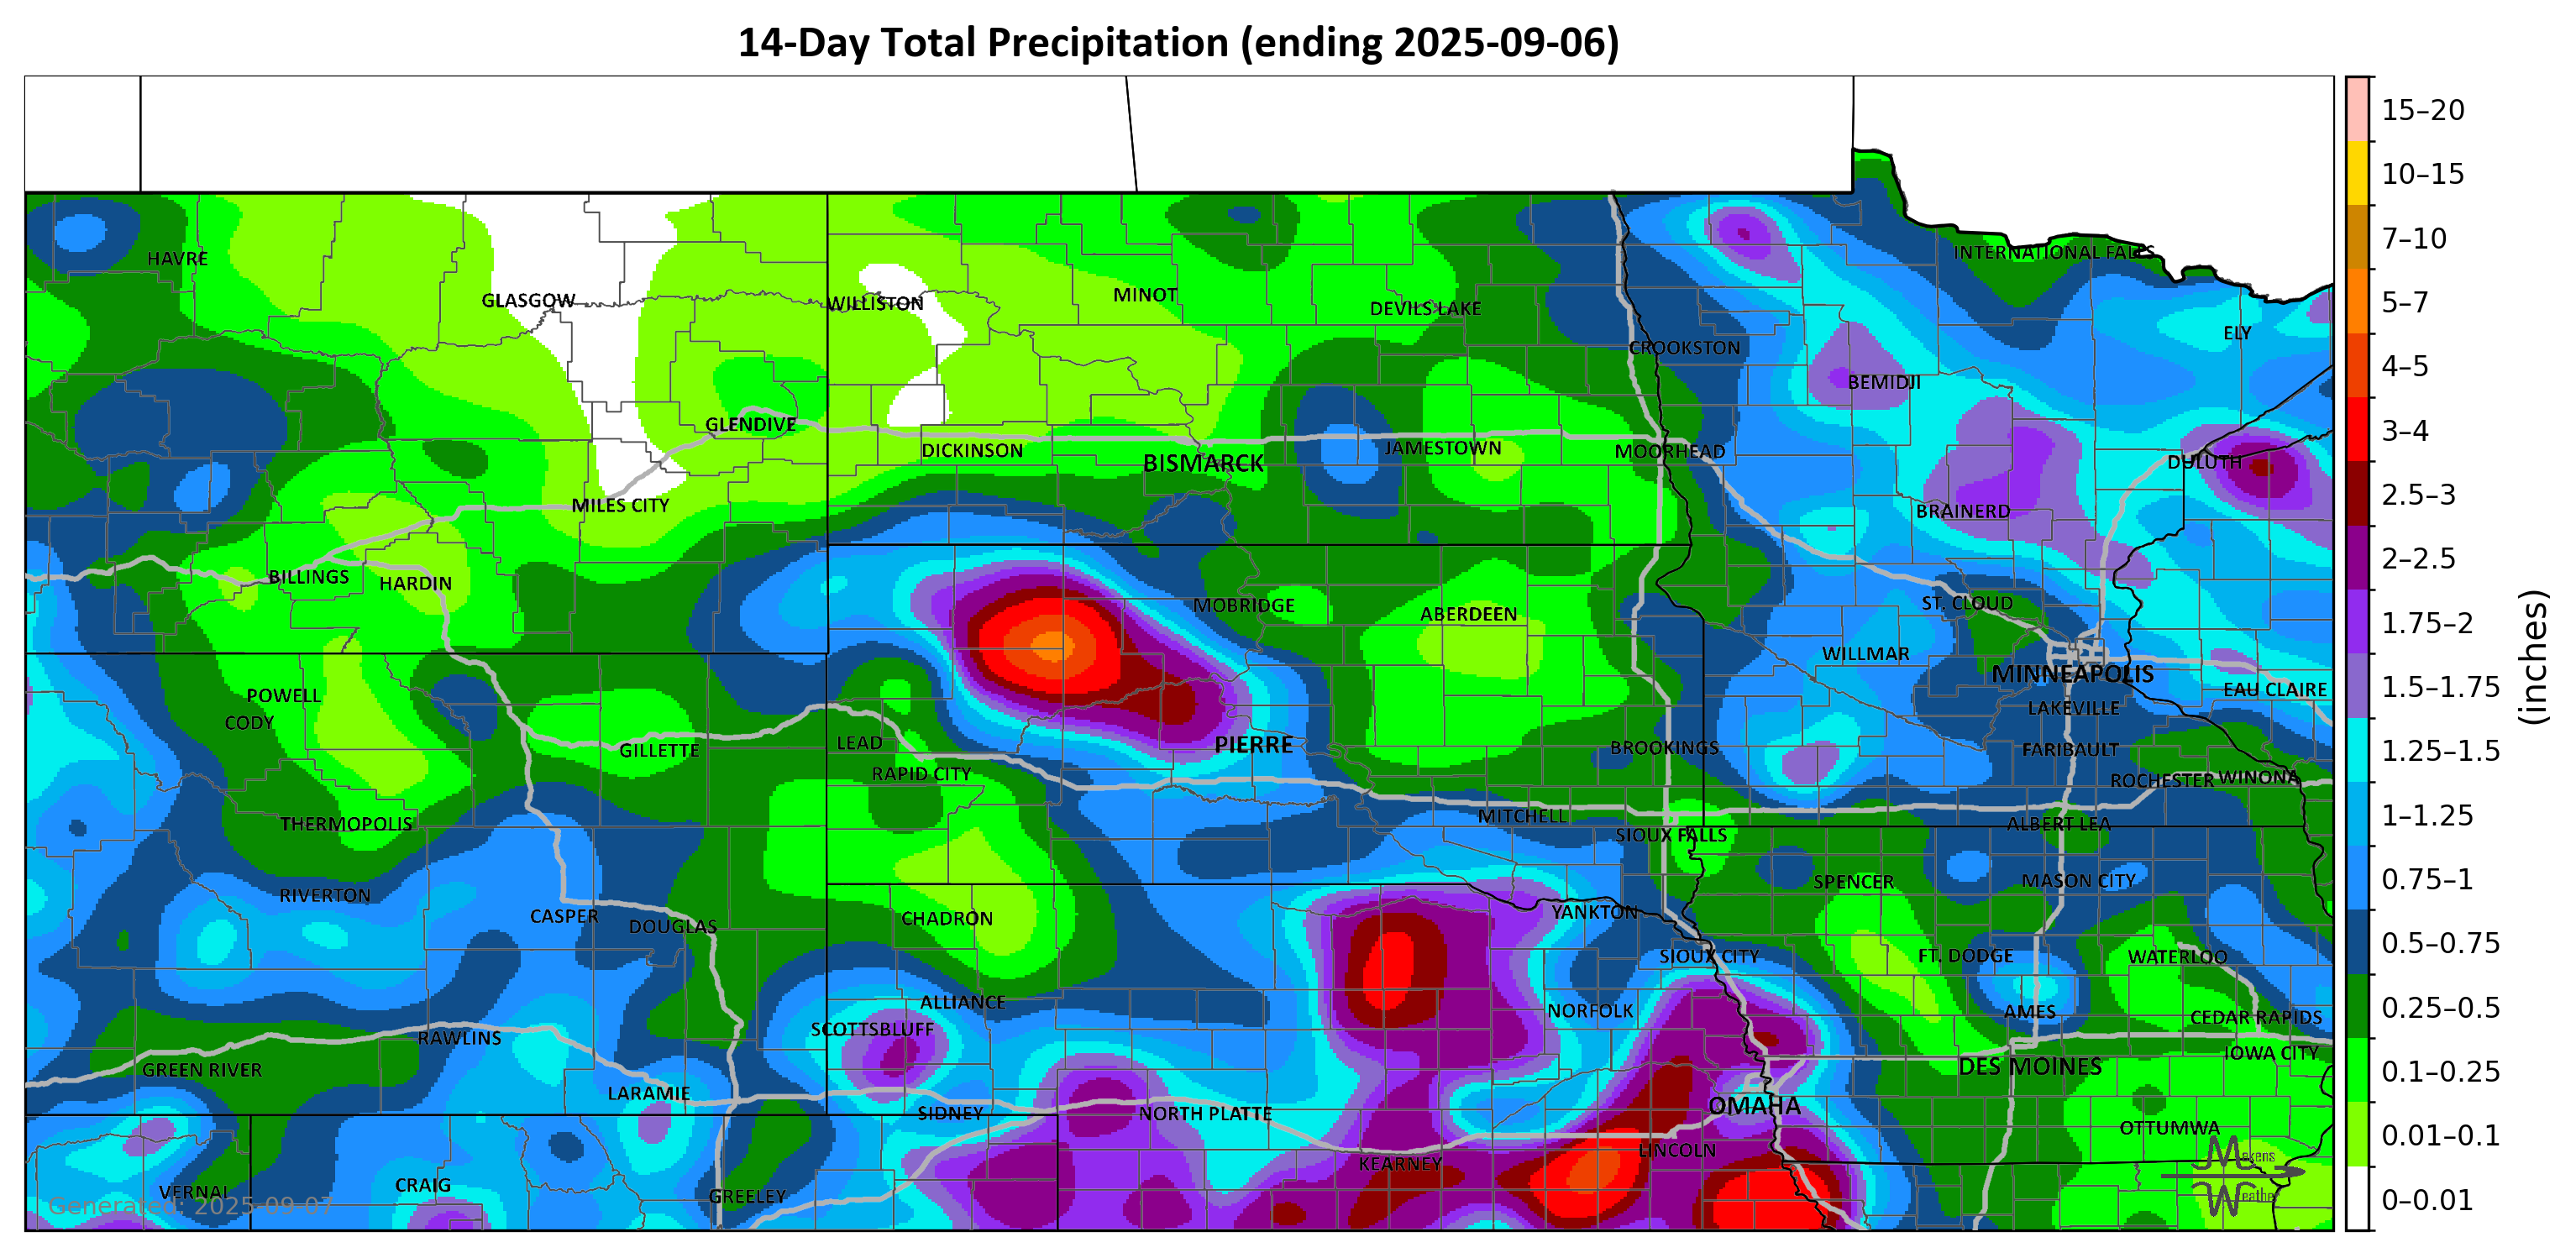 14-Day Total Precipitation (ending 2025-09-06)
15–20
10–15
7–10
5–7
4–5
3–4
2.5–3
2–2.5
1.75–2
1.5–1.75
1.25–1.5
1–1.25
0.75–1
0.5–0.75
0.25–0.5
0.1–0.25
0.01–0.1
0–0.01
(inches)
HAVRE
INTERNATIONAL FALLS
GLASGOW
WILLISTON
MINOT
DEVILS LAKE
ELY
CROOKSTON
BEMIDJI
GLENDIVE
DICKINSON
BISMARCK
JAMESTOWN
MOORHEAD
DULUTH
MILES CITY
BRAINERD
BILLINGS
HARDIN
MOBRIDGE
ABERDEEN
ST. CLOUD
WILLMAR
MINNEAPOLIS
EAU CLAIRE
POWELL
CODY
LAKEVILLE
GILLETTE
LEAD
PIERRE
BROOKINGS
FARIBAULT
RAPID CITY
ROCHESTER
WINONA
THERMOPOLIS
MITCHELL
SIOUX FALLS
ALBERT LEA
RIVERTON
SPENCER
MASON CITY
CASPER
DOUGLAS
CHADRON
YANKTON
SIOUX CITY
FT. DODGE
WATERLOO
ALLIANCE
NORFOLK
AMES
CEDAR RAPIDS
SCOTTSBLUFF
RAWLINS
GREEN RIVER
DES MOINES
IOWA CITY
LARAMIE
SIDNEY
NORTH PLATTE
OMAHA
OTTUMWA
LINCOLN
KEARNEY
VERNAL
CRAIG
GREELEY
Generated: 2025-09-07
Makens
Weather